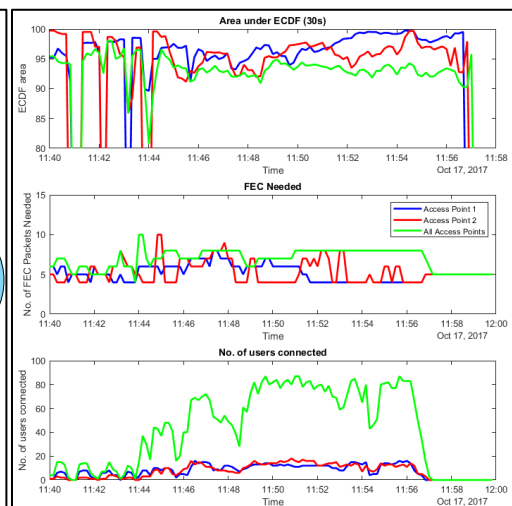 Area under ECDF (30s)
100
95
90
85
80
ECDF area
11:40 11:42 11:44 11:46 11:48 11:50 11:52 11:54 11:56 11:58
Time
Oct 17, 2017
FEC Needed
15
10
5
0
No. of FEC Packets Needed
Access Point 1
Access Point 2
All Access Points
11:40 11:42 11:44 11:46 11:48 11:50 11:52 11:54 11:56 11:58 12:00
Time
Oct 17, 2017
No. of users connected
100
80
60
40
20
0
No. of users connected
11:40 11:42 11:44 11:46 11:48 11:50 11:52 11:54 11:56 11:58 12:00
Time
Oct 17, 2017